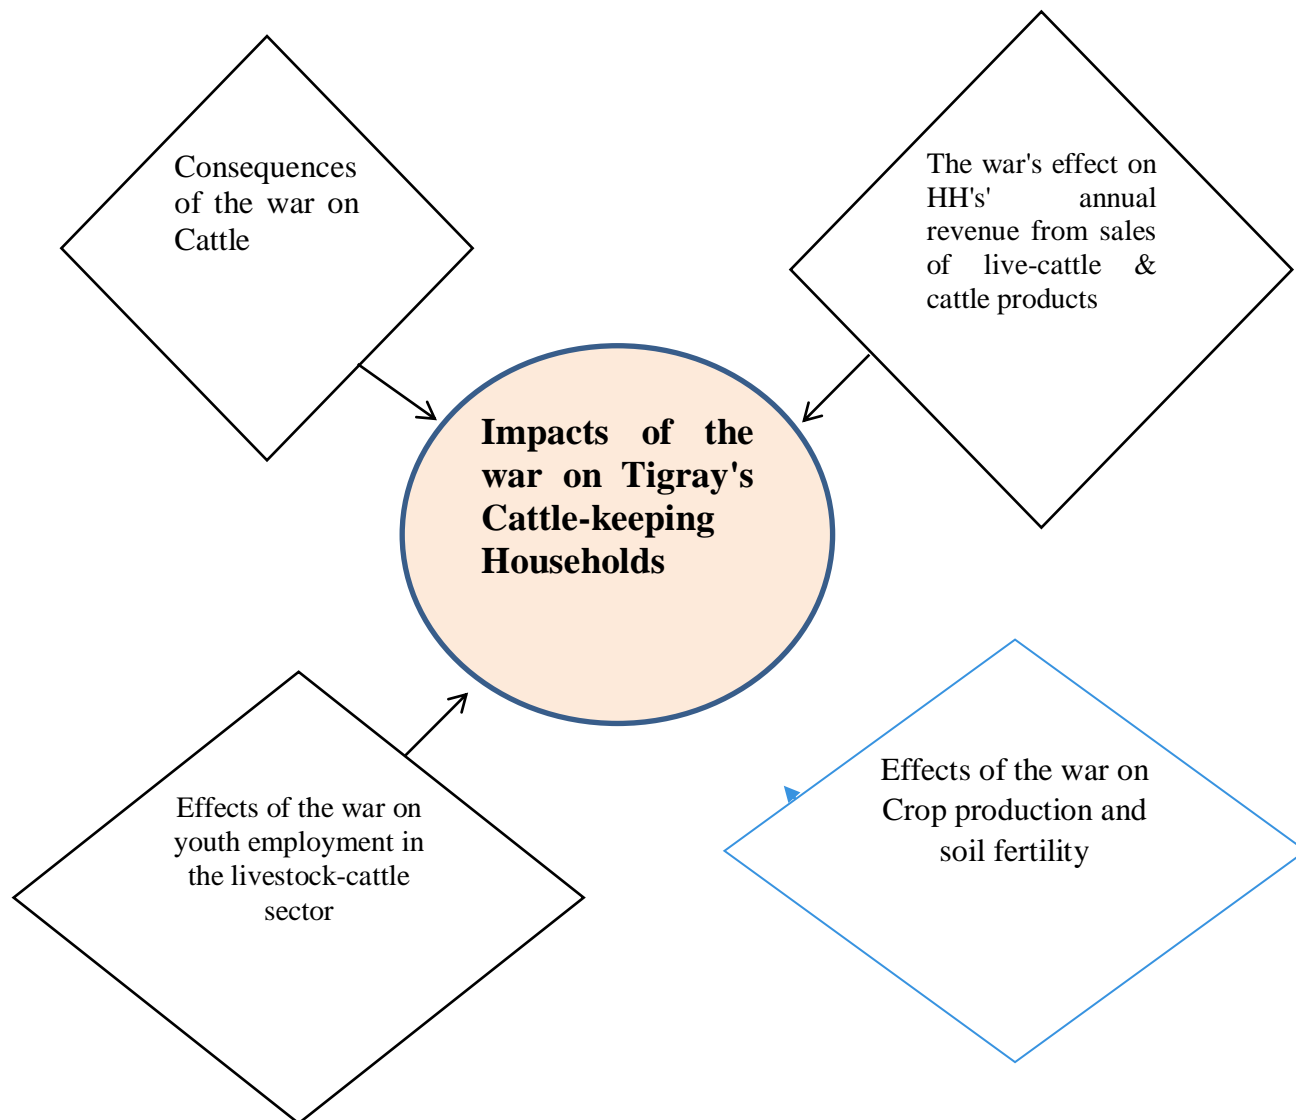 Consequences
of the war on
Cattle
The war's effect on
HH's' annual
revenue from sales
of live-cattle &
cattle products
Impacts of the
war on Tigray's
Cattle-keeping
Households
Effects of the war on
youth employment in
the livestock-cattle
sector
Effects of the war on
Crop production and
soil fertility